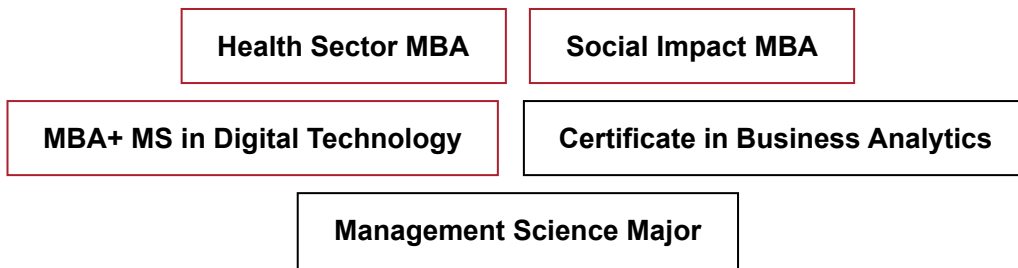 Health Sector MBA
Social Impact MBA
MBA+ MS in Digital Technology
Certificate in Business Analytics
Management Science Major